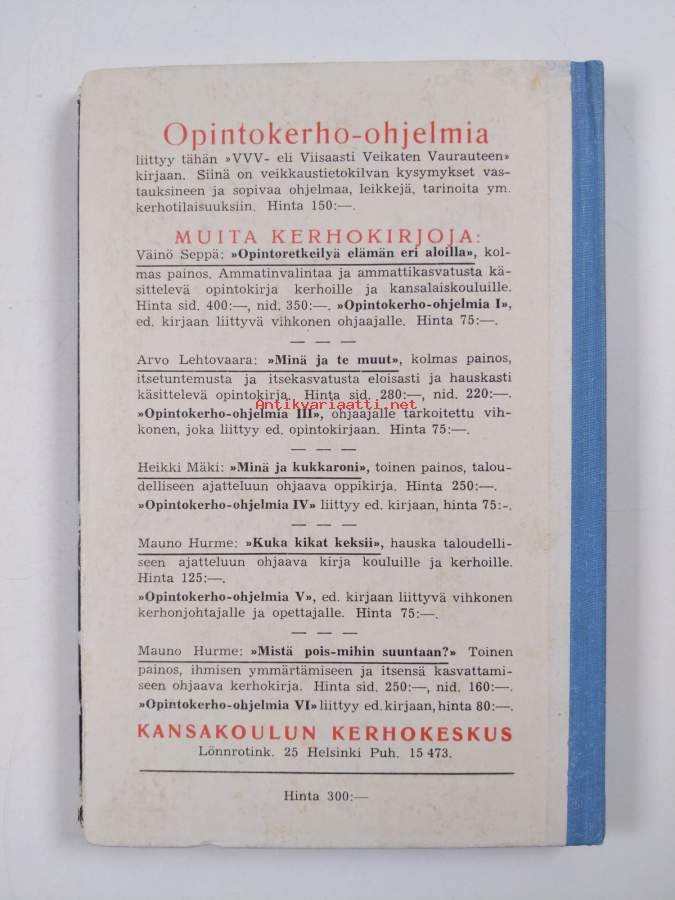 Opintokerho-ohjelmia
liittyy tähän »VVV- eli Viisaasti Veikaten Vaurauteen»
kirjaan. Siinä on veikkaustietokilvan kysymykset vas-
tauksineen ja sopivaa ohjelmaa, leikkejä, tarinoita ym.
kerhotilaisuuksiin. Hinta 150:—.
MUITA KERHOKIRJOJA:
Väinö Seppä: »Opintoretkeilyä elämän eri aloilla», kol-
mas painos. Ammatinvalintaa ja ammattikasvatusta kä-
sittelevä opintokirja kerhoille ja kansalaiskouluille.
Hinta sid. 400:—, nid. 350:—. »Opintokerho-ohjelmia I»,
ed. kirjaan liittyvä vihkonen ohjaajalle. Hinta 75:—.
— — —
Arvo Lehtovaara: »Minä ja te muut», kolmas painos,
itsetuntemusta ja itsekasvatusta eloisasti ja hauskasti
käsittelevä opintokirja. Hinta sid. 280:—, nid. 220:—.
Antikvariaatti.net
»Opintokerho-ohjelmia III», ohjaajalle tarkoitettu vih-
konen, joka liittyy ed. opintokirjaan. Hinta 75:—.
— — —
Heikki Mäki: »Minä ja kukkaroni», toinen painos, talou-
delliseen ajatteluun ohjaava oppikirja. Hinta 250:—.
»Opintokerho-ohjelmia IV» liittyy ed. kirjaan, hinta 75:-.
— — —
Mauno Hurme: »Kuka kikat keksii», hauska taloudelli-
seen ajatteluun ohjaava kirja kouluille ja kerhoille.
Hinta 125:—.
»Opintokerho-ohjelmia V», ed. kirjaan liittyvä vihkonen
kerhonjohtajalle ja opettajalle. Hinta 75:—.
— — —
Mauno Hurme: »Mistä pois-mihin suuntaan?» Toinen
painos, ihmisen ymmärtämiseen ja itsensä kasvattami-
seen ohjaava kerhokirja. Hinta sid. 250:—, nid. 160:—.
»Opintokerho-ohjelmia VI» liittyy ed. kirjaan, hinta 80:—.
KANSAKOULUN KERHOKESKUS
Lönnrotink. 25 Helsinki Puh. 15 473.
Hinta 300:—